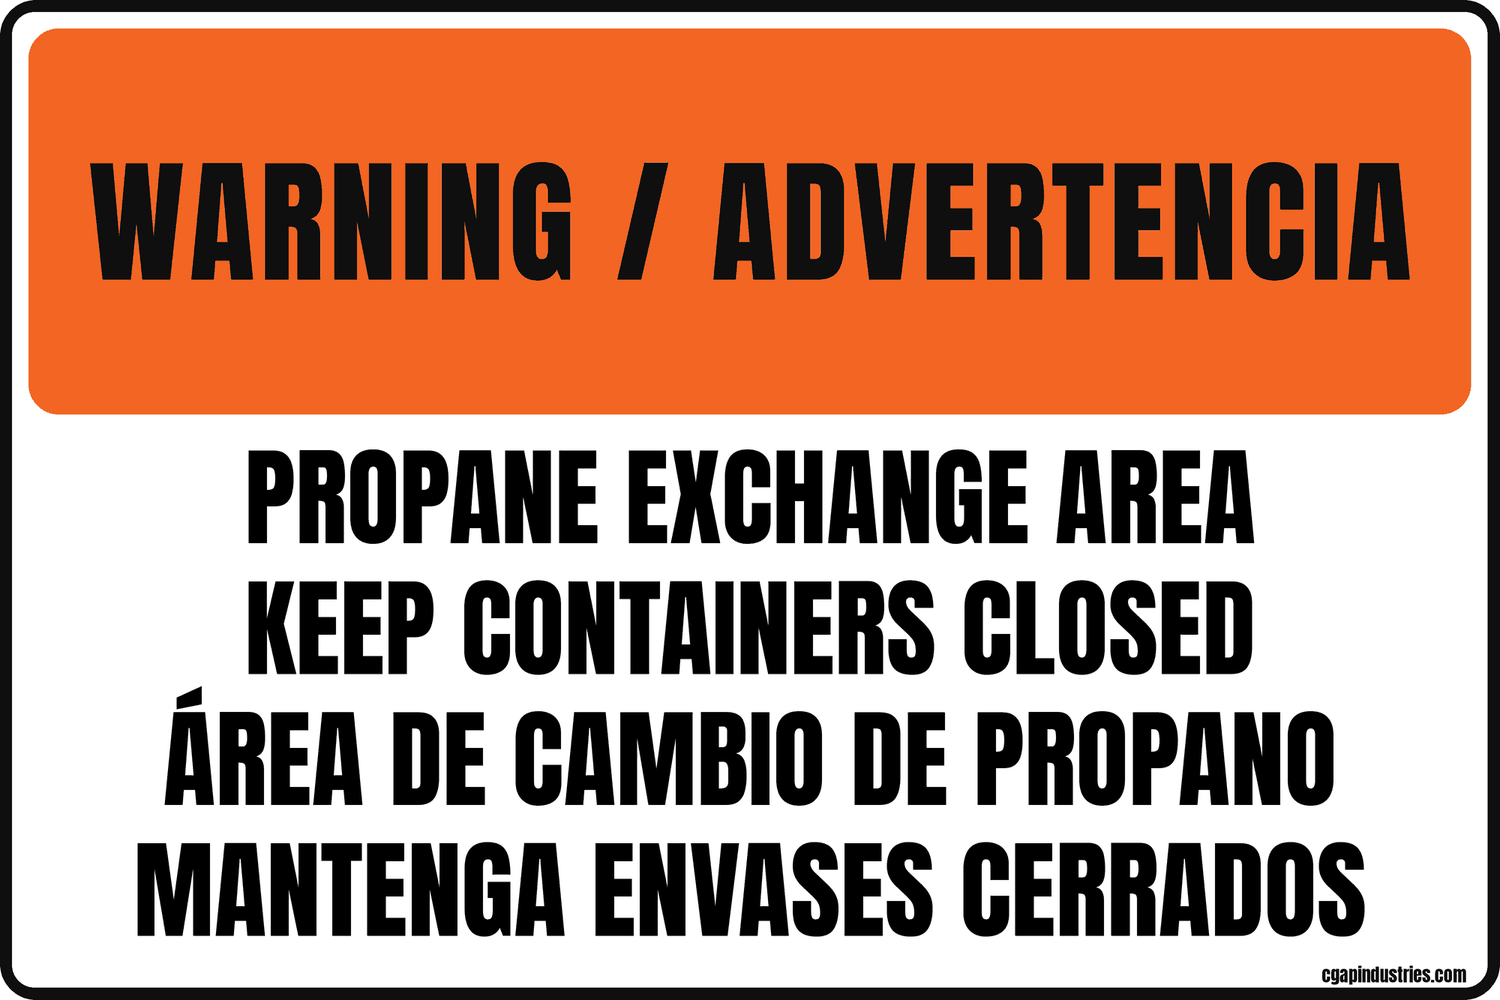 WARNING / ADVERTENCIA
PROPANE EXCHANGE AREA
KEEP CONTAINERS CLOSED
ÁREA DE CAMBIO DE PROPANO
MANTENGA ENVASES CERRADOS
cgapindustries.com